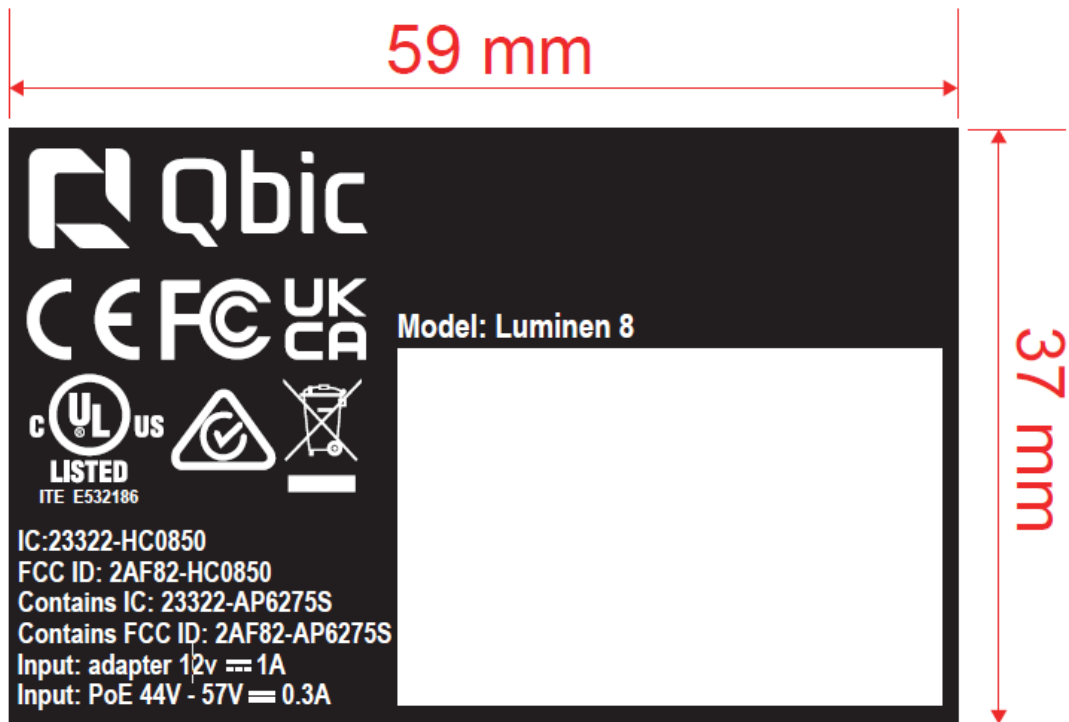 59 mm
Qbic
CE FC UK CA
Model: Luminen 8
37 mm
C UL ® US
LISTED
ITE E532186
IC:23322-HC0850
FCC ID: 2AF82-HC0850
Contains IC: 23322-AP6275S
Contains FCC ID: 2AF82-AP6275S
Input: adapter 12v ⎓ 1A
Input: PoE 44V - 57V ⎓ 0.3A